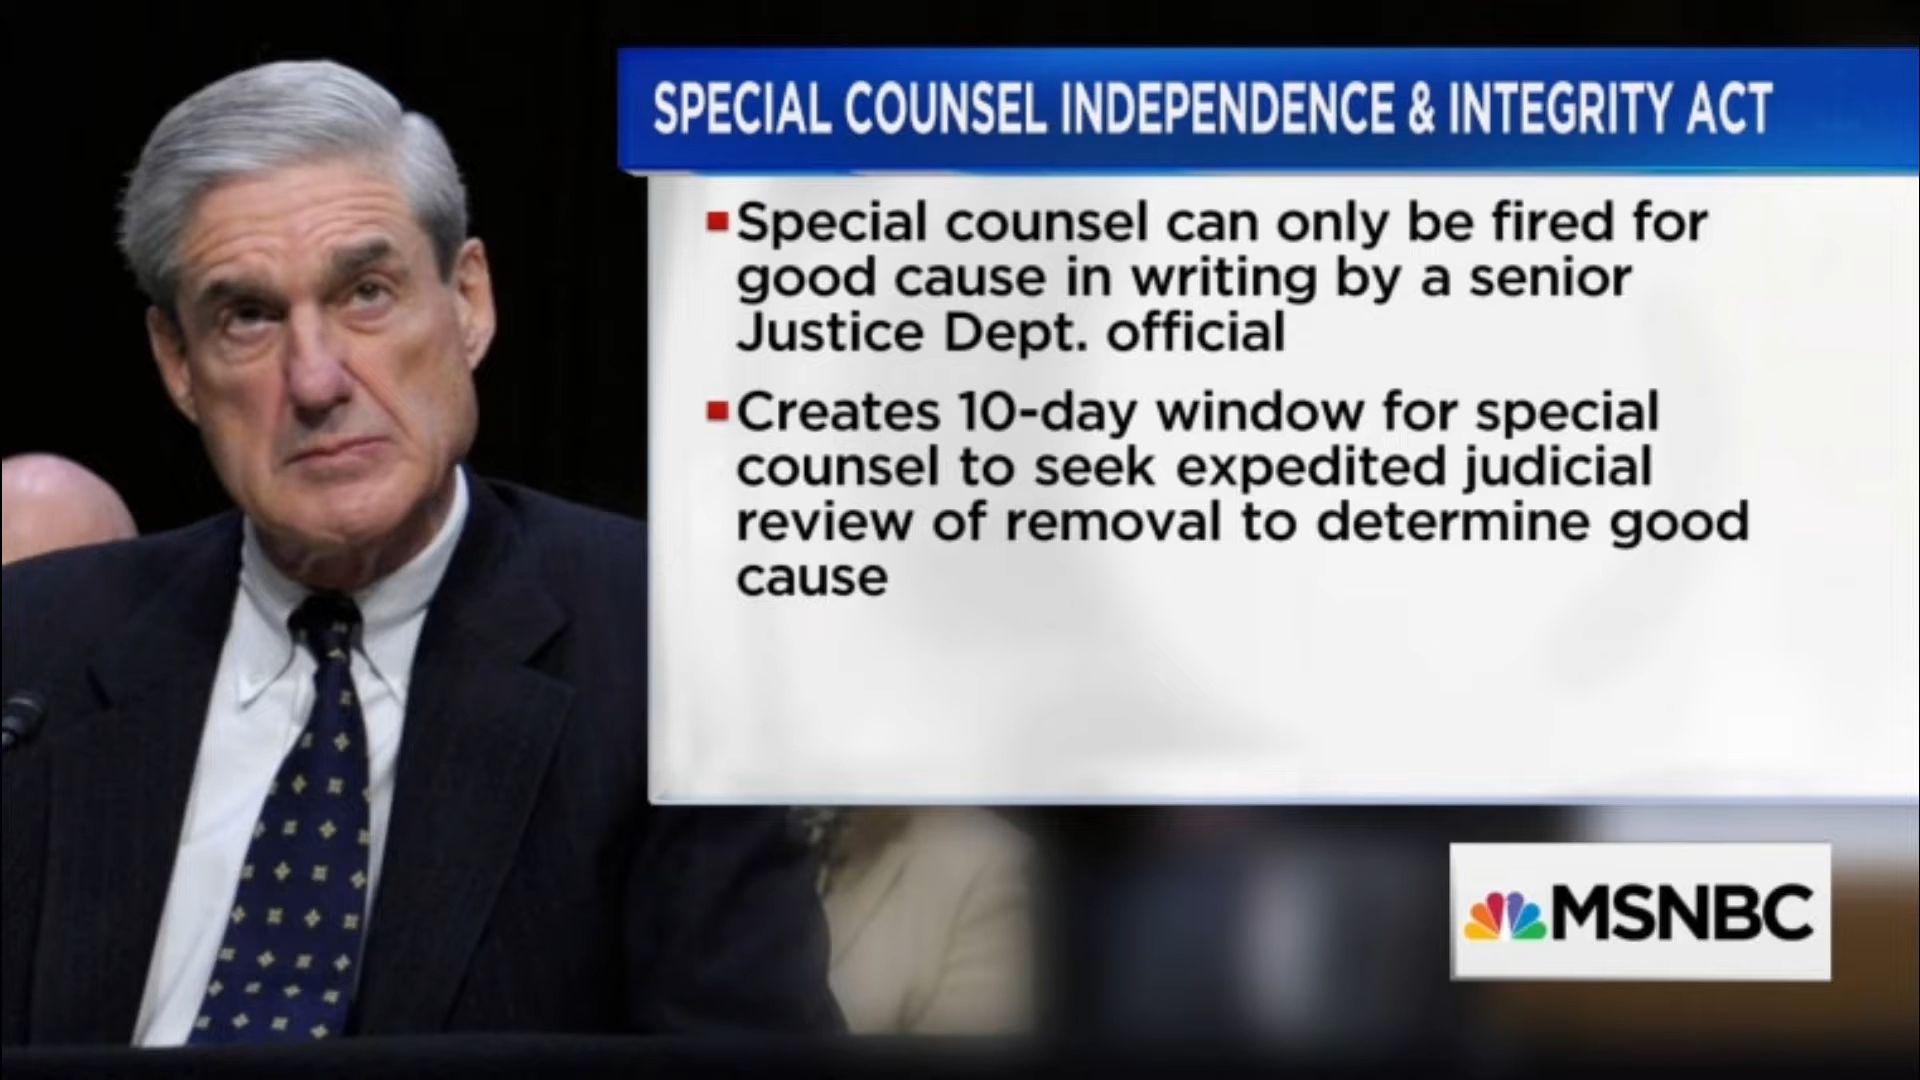 SPECIAL COUNSEL INDEPENDENCE & INTEGRITY ACT
Special counsel can only be fired for
good cause in writing by a senior
Justice Dept. official
Creates 10-day window for special
counsel to seek expedited judicial
review of removal to determine good
cause
MSNBC